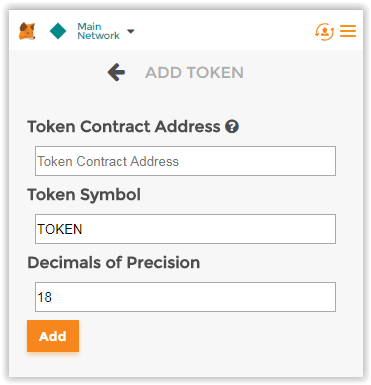 Main
Network
ADD TOKEN
Token Contract Address ?
Token Contract Address
Token Symbol
TOKEN
Decimals of Precision
18
Add